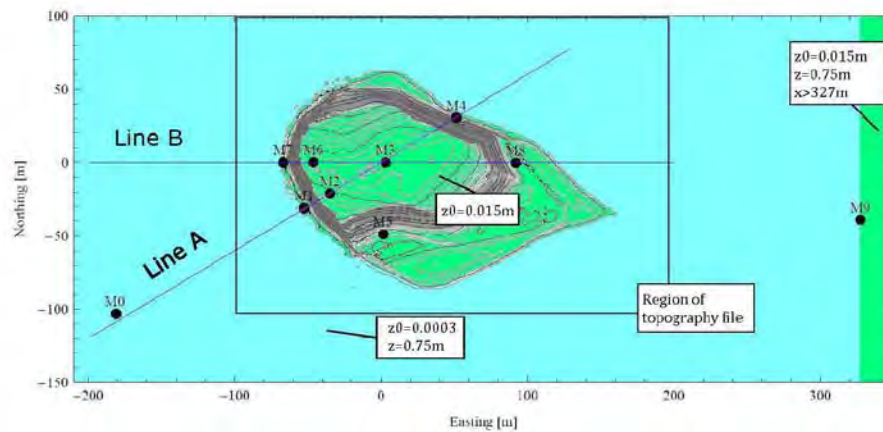 100
50
0
−50
−100
−150
Northing [m]
−200
−100
0
100
200
300
Easting [m]
Line B
Line A
M0
M7
M6
M3
M4
M8
M2
M5
M9
z0=0.015m
z0=0.0003
z=0.75m
Region of
topography file
z0=0.015m
z=0.75m
x>327m